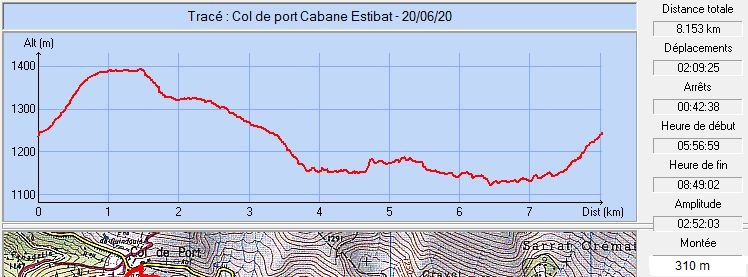 Tracé : Col de port Cabane Estibat - 20/06/20
Alt (m)
1400
1300
1200
1100
0 1 2 3 4 5 6 7 Dist (km)
Distance totale
8.153 km
Déplacements
02:09:25
Arrêts
00:42:38
Heure de début
05:56:59
Heure de fin
08:49:02
Amplitude
02:52:03
Montée
310 m
Col de Port
1291
Sarrat